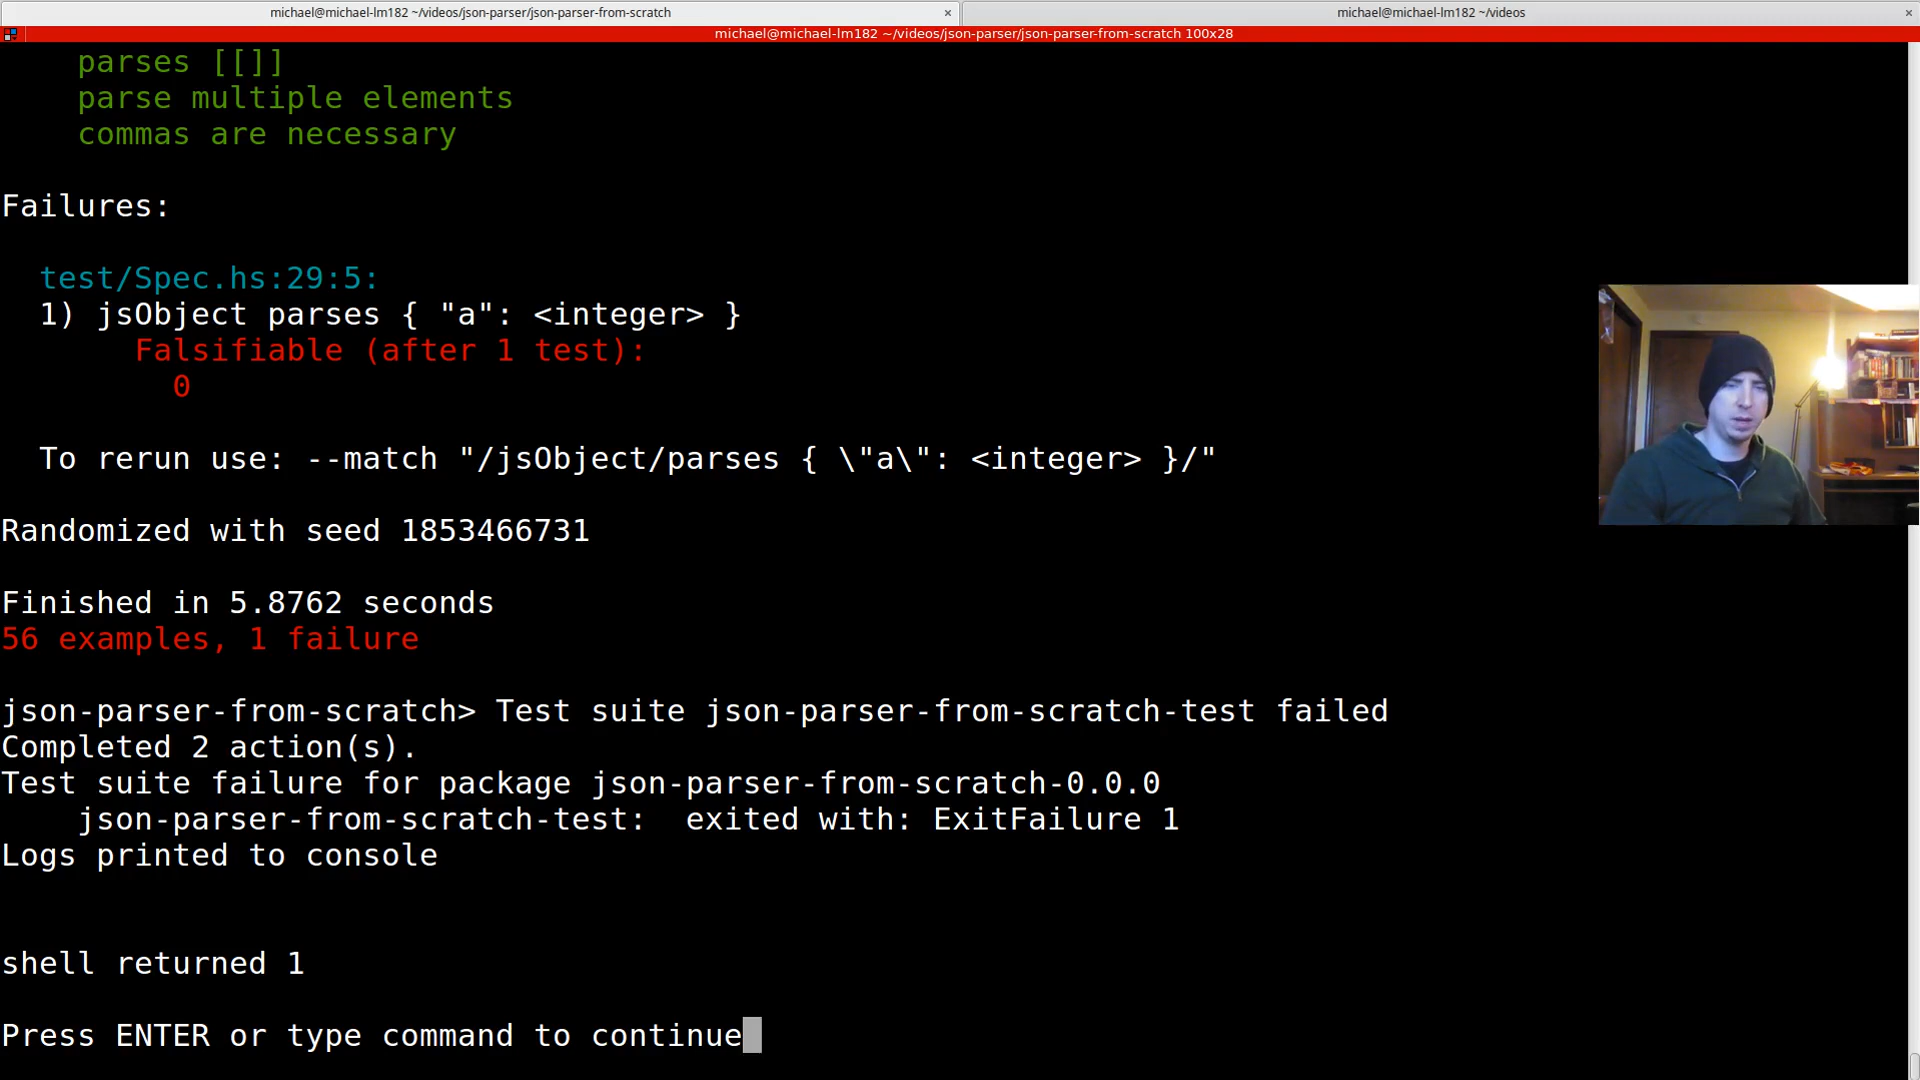 michael@michael-lm182 ~/videos/json-parser/json-parser-from-scratch
michael@michael-lm182 ~/videos
michael@michael-lm182 ~/videos/json-parser/json-parser-from-scratch 100x28
parses [[]]
parse multiple elements
commas are necessary
Failures:
test/Spec.hs:29:5:
1) jsObject parses { "a": <integer> }
Falsifiable (after 1 test):
0
To rerun use: --match "/jsObject/parses { \"a\": <integer> }/"
Randomized with seed 1853466731
Finished in 5.8762 seconds
56 examples, 1 failure
json-parser-from-scratch> Test suite json-parser-from-scratch-test failed
Completed 2 action(s).
Test suite failure for package json-parser-from-scratch-0.0.0
json-parser-from-scratch-test:  exited with: ExitFailure 1
Logs printed to console
shell returned 1
Press ENTER or type command to continue